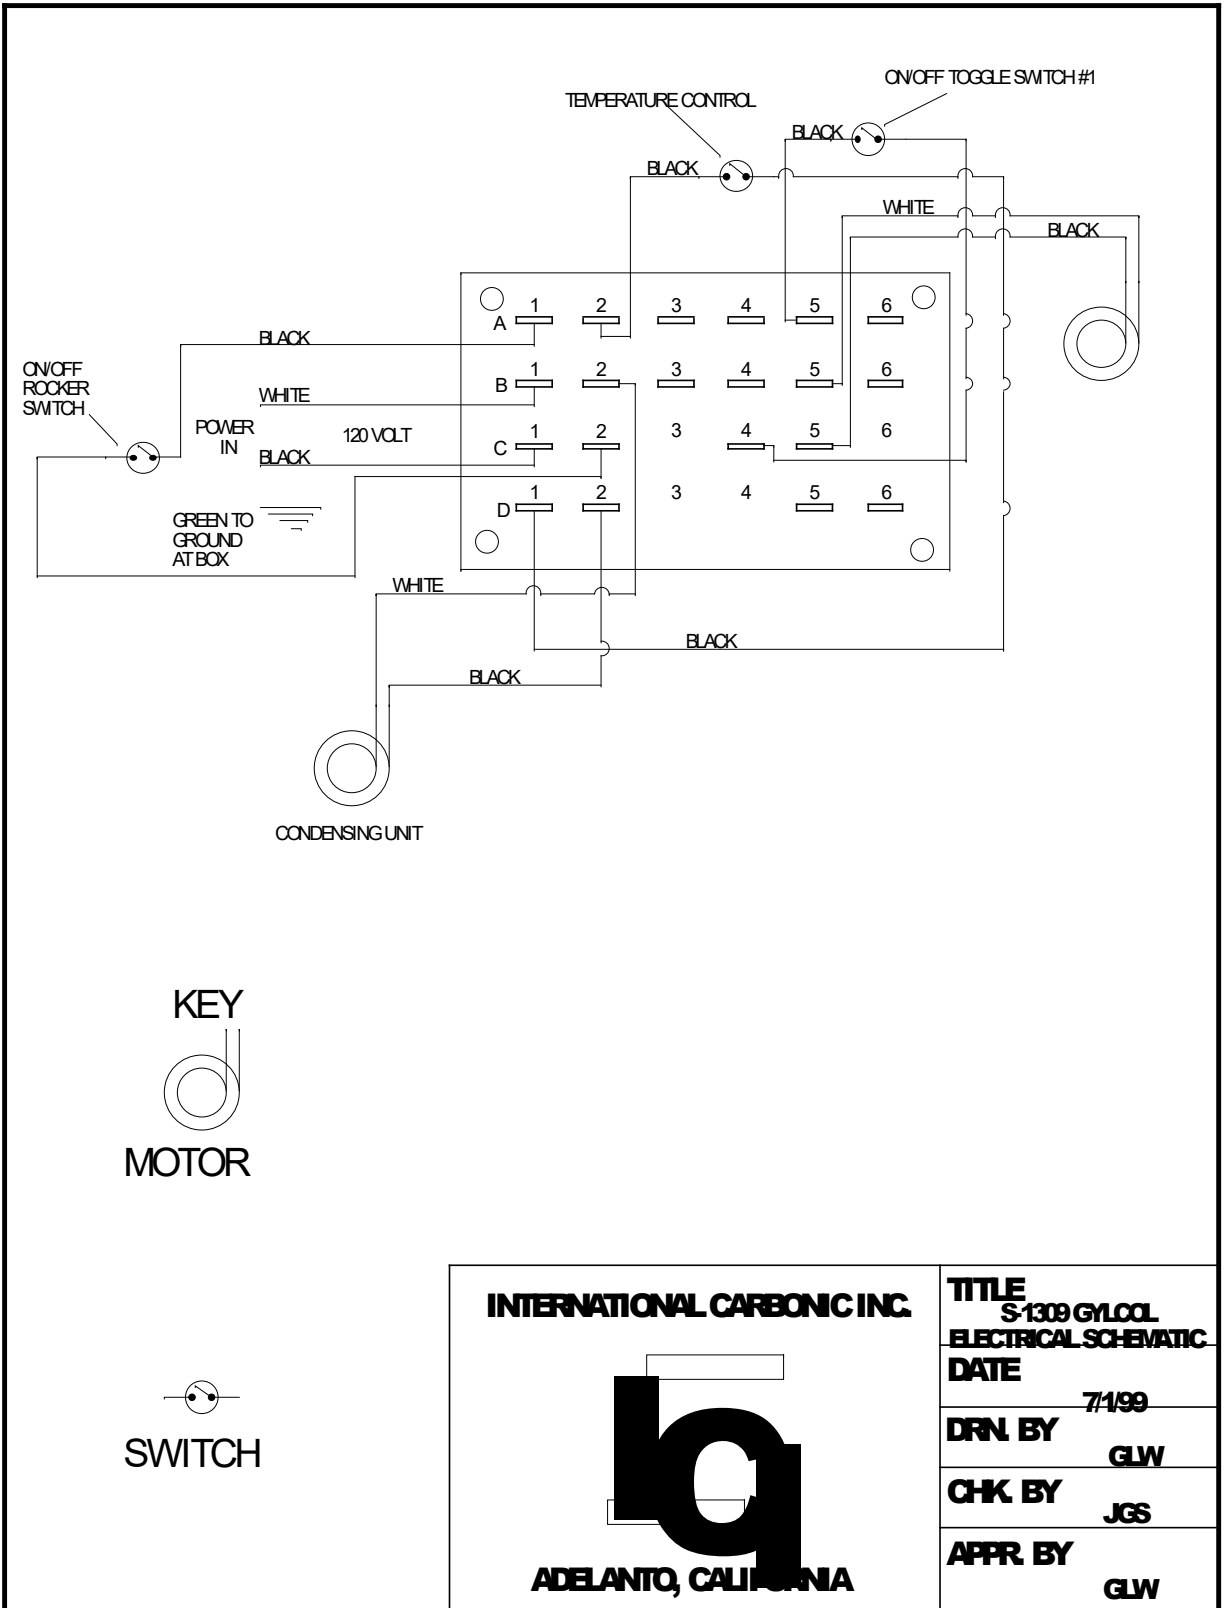 ON/OFF TOGGLE SWITCH #1
TEMPERATURE CONTROL
BLACK
BLACK
WHITE
BLACK
1 2 3 4 5 6
A
BLACK
ON/OFF
ROCKER
SWITCH
1 2 3 4 5 6
B
WHITE
POWER
IN
120 VOLT
1 2 3 4 5 6
C
BLACK
1 2 3 4 5 6
D
GREEN TO
GROUND
AT BOX
WHITE
BLACK
BLACK
CONDENSING UNIT
KEY
MOTOR
SWITCH
INTERNATIONAL CARBONIC INC.
ADELANTO, CALIFORNIA
TITLE
S-1309 GYLCOL
ELECTRICAL SCHEMATIC
DATE
7/1/99
DRN. BY
GLW
CHK. BY
JGS
APPR. BY
GLW